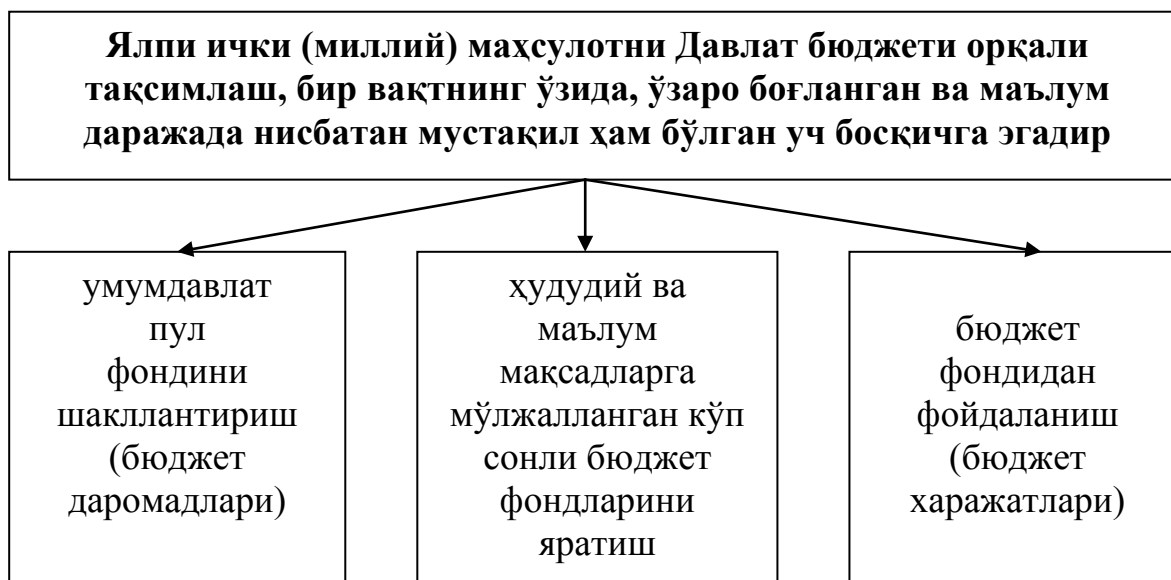 Ялпи ички (миллий) маҳсулотни Давлат бюджети орқали
тақсимлаш, бир вақтнинг ўзида, ўзаро боғланган ва маълум
даражада нисбатан мустақил ҳам бўлган уч босқичга эгадир
умумдавлат
пул
фондини
шакллантириш
(бюджет
даромадлари)
ҳудудий ва
маълум
мақсадларга
мўлжалланган кўп
сонли бюджет
фондларини
яратиш
бюджет
фондидан
фойдаланиш
(бюджет
харажатлари)